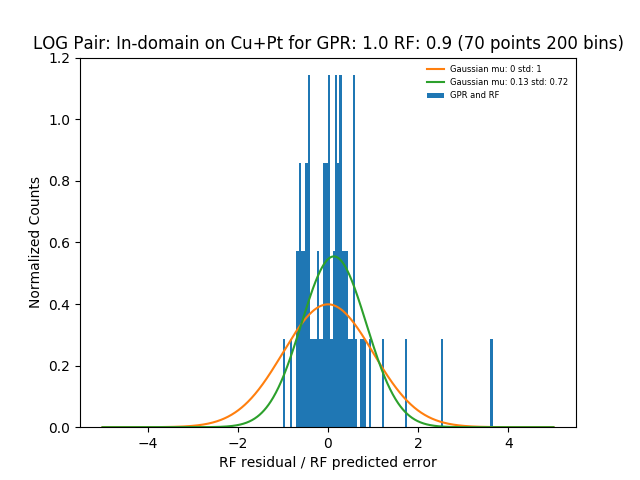 LOG Pair: In-domain on Cu+Pt for GPR: 1.0 RF: 0.9 (70 points 200 bins)
Gaussian mu: 0 std: 1
Gaussian mu: 0.13 std: 0.72
GPR and RF
Normalized Counts
1.2
1.0
0.8
0.6
0.4
0.2
0.0
−4 −2 0 2 4
RF residual / RF predicted error